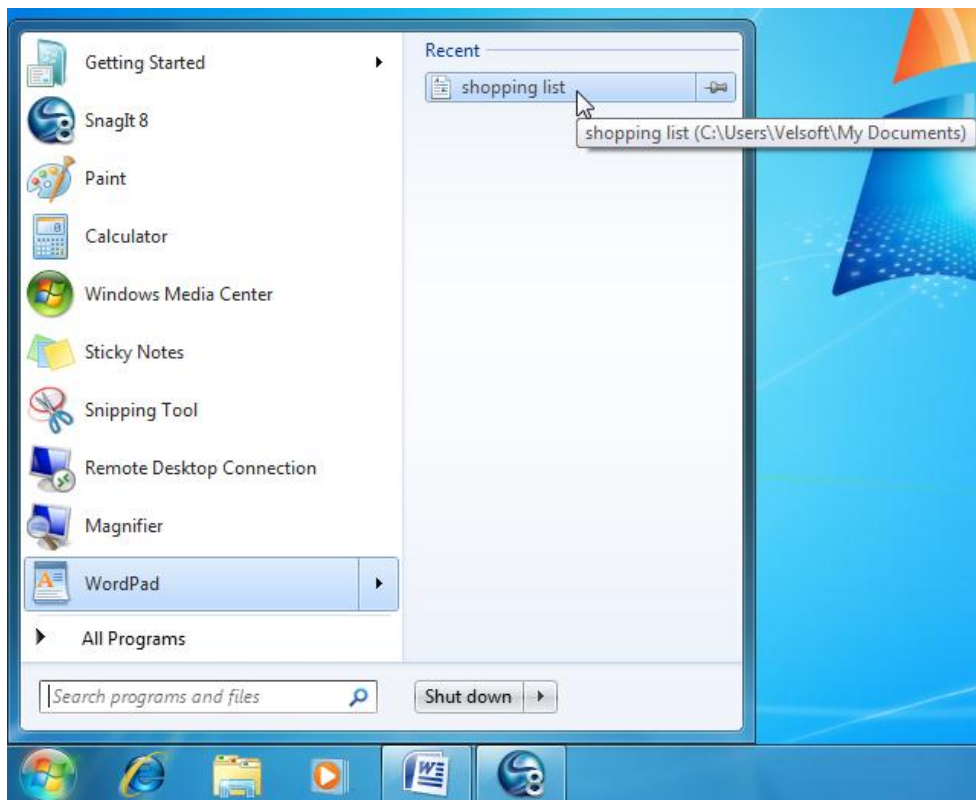 Getting Started
SnagIt 8
Paint
Calculator
Windows Media Center
Sticky Notes
Snipping Tool
Remote Desktop Connection
Magnifier
WordPad
All Programs
Search programs and files
Recent
shopping list
shopping list (C:\Users\Velsoft\My Documents)
Shut down